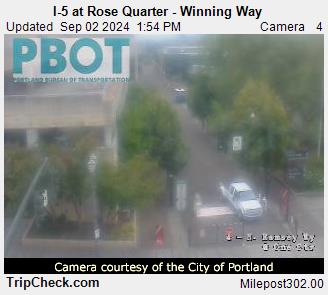 I-5 at Rose Quarter - Winning Way
Updated Sep 02 2024 1:54 PM Camera 4
PBOT
PORTLAND BUREAU OF TRANSPORTATION
Camera courtesy of the City of Portland
TripCheck.com Milepost302.00